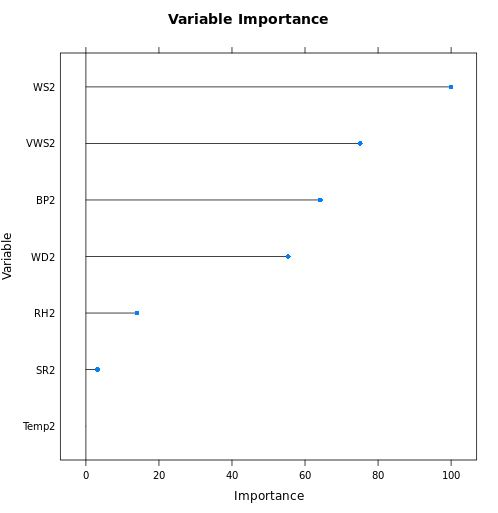 Variable Importance
WS2
VWS2
BP2
WD2
RH2
SR2
Temp2
Variable
0 20 40 60 80 100
Importance